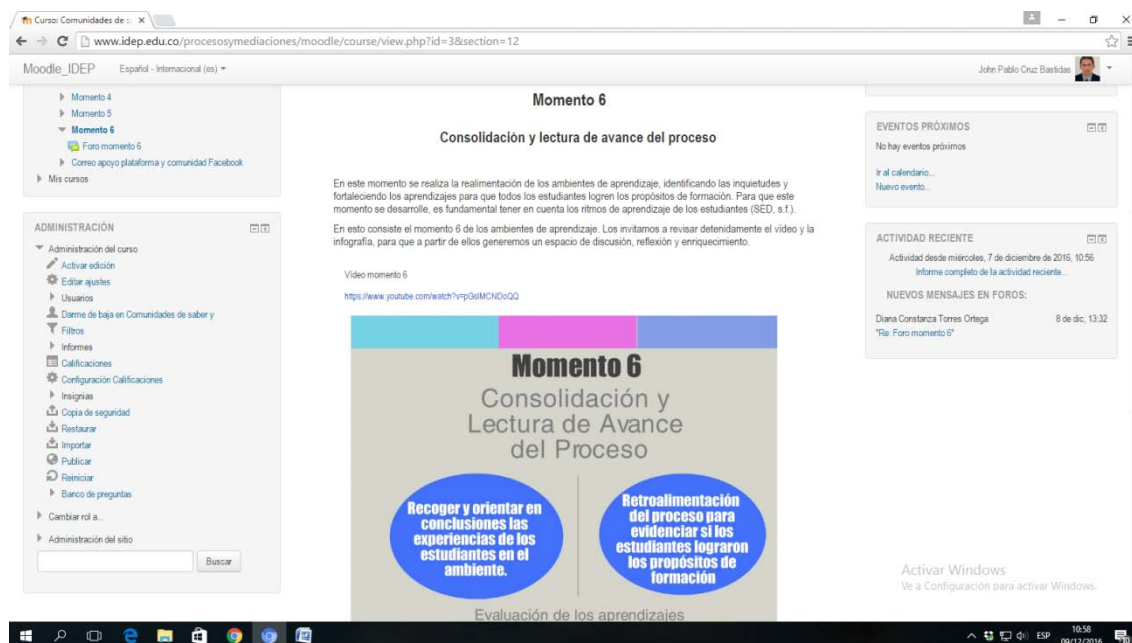 Curso: Comunidades de s
www.idep.edu.co/procesosymediaciones/moodle/course/view.php?id=3&section=12
Moodle_IDEP
Español - Internacional (es)
John Pablo Cruz Bastidas
Momento 4
Momento 5
Momento 6
Foro momento 6
Correo apoyo plataforma y comunidad Facebook
Mis cursos
ADMINISTRACIÓN
Administración del curso
Activar edición
Editar ajustes
Usuarios
Darme de baja en Comunidades de saber y
Filtros
Informes
Calificaciones
Configuración Calificaciones
Insignias
Copia de seguridad
Restaurar
Importar
Publicar
Reiniciar
Banco de preguntas
Cambiar rol a...
Administración del sitio
Buscar
Momento 6
Consolidación y lectura de avance del proceso
En este momento se realiza la realimentación de los ambientes de aprendizaje, identificando las inquietudes y
fortaleciendo los aprendizajes para que todos los estudiantes logren los propósitos de formación. Para que este
momento se desarrolle, es fundamental tener en cuenta los ritmos de aprendizaje de los estudiantes (SED, s.f.).
En esto consiste el momento 6 de los ambientes de aprendizaje. Los invitamos a revisar detenidamente el vídeo y la
infografía, para que a partir de ellos generemos un espacio de discusión, reflexión y enriquecimiento.
Vídeo momento 6
https://www.youtube.com/watch?v=pGsIMCNDoQQ
Momento 6
Consolidación y
Lectura de Avance
del Proceso
Recoger y orientar en
conclusiones las
experiencias de los
estudiantes en el
ambiente.
Retroalimentación
del proceso para
evidenciar si los
estudiantes lograron
los propósitos de
formación
Evaluación de los aprendizajes
EVENTOS PRÓXIMOS
No hay eventos próximos
Ir al calendario...
Nuevo evento...
ACTIVIDAD RECIENTE
Actividad desde miércoles, 7 de diciembre de 2016, 10:56
Informe completo de la actividad reciente...
NUEVOS MENSAJES EN FOROS:
Diana Constanza Torres Ortega 8 de dic, 13:32
"Re: Foro momento 6"
Activar Windows
Ve a Configuración para activar Windows.
ESP
10:58
09/12/2016